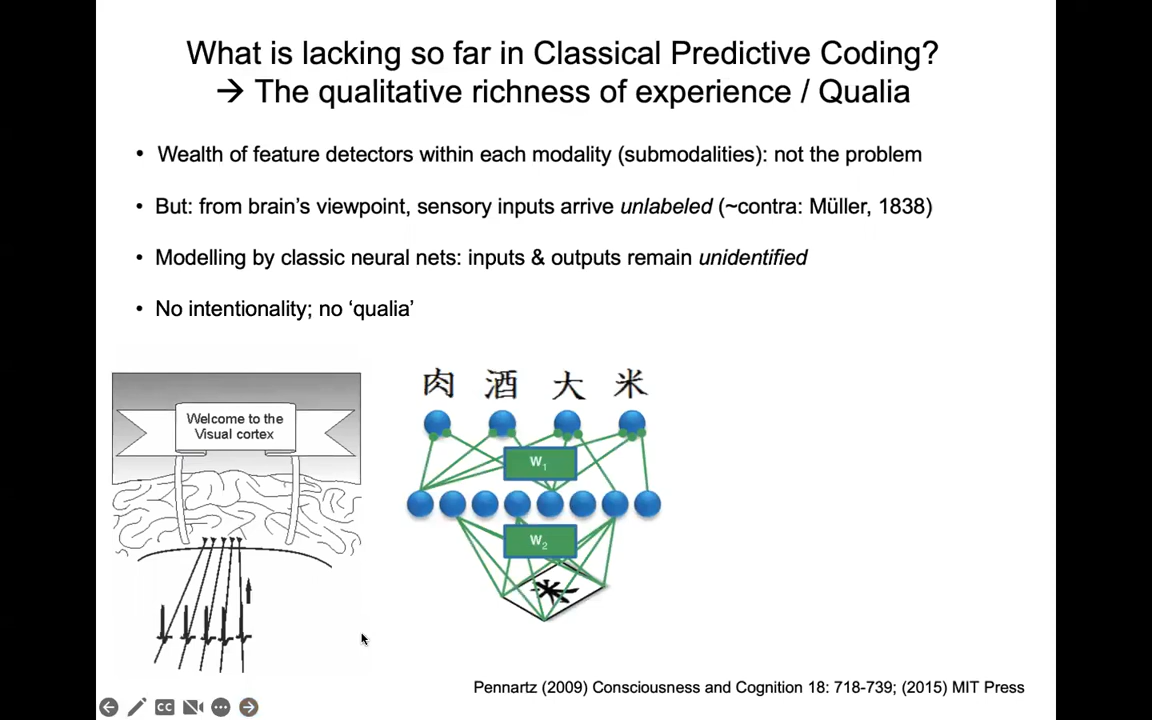 What is lacking so far in Classical Predictive Coding?
→ The qualitative richness of experience / Qualia
• Wealth of feature detectors within each modality (submodalities): not the problem
• But: from brain’s viewpoint, sensory inputs arrive unlabeled (~contra: Müller, 1838)
• Modelling by classic neural nets: inputs & outputs remain unidentified
• No intentionality; no ‘qualia’
Welcome to the
Visual cortex
肉 酒 大 米
W₁
W₂
米
Pennartz (2009) Consciousness and Cognition 18: 718-739; (2015) MIT Press
CC